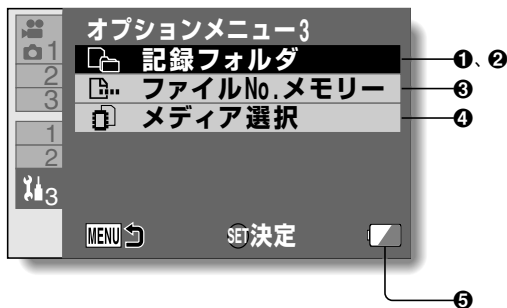 オプションメニュー3
1
2
3
1
2
3
記録フォルダ
ファイルNo.メモリー
メディア選択
MENU
SET決定
❶、❷
❸
❹
❺